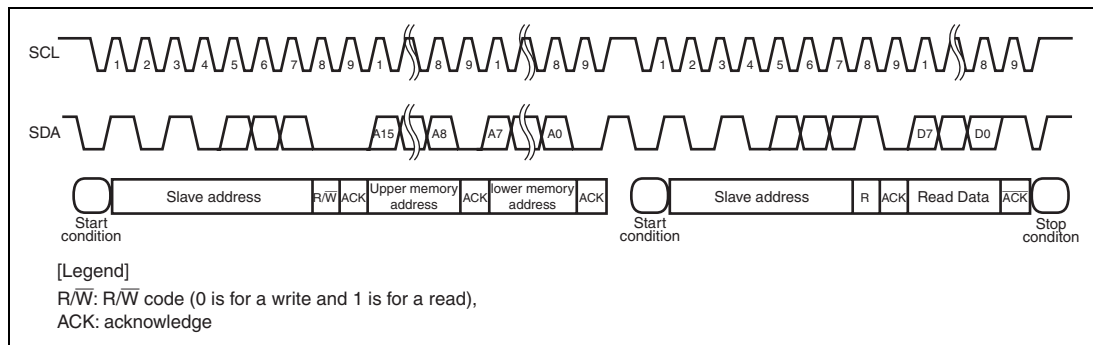 SCL
1 2 3 4 5 6 7 8 9 1 8 9 1 8 9 1 2 3 4 5 6 7 8 9 1 8 9
SDA
A15 A8 A7 A0 D7 D0
Slave address R/W̅ ACK Upper memory address ACK lower memory address ACK Slave address R ACK Read Data A̅C̅K̅
Start condition Start condition Stop conditon
[Legend]
R/W̅: R/W̅ code (0 is for a write and 1 is for a read),
ACK: acknowledge